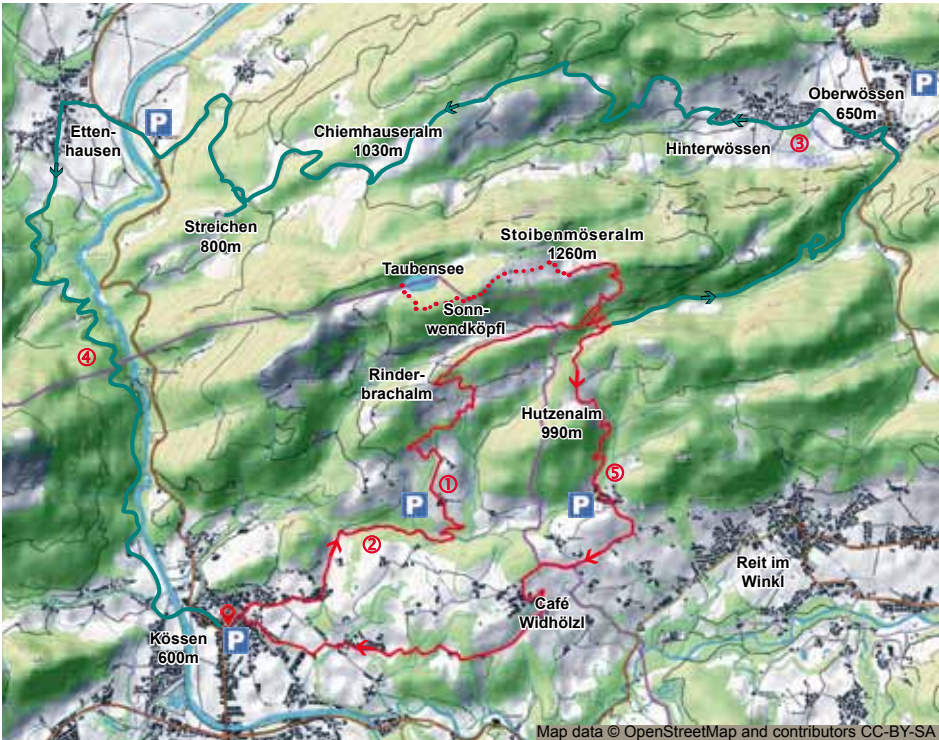 P
Oberwössen
650m
Etten-
hausen
P
Chiemhauseralm
1030m
Hinterwössen
③
Streichen
800m
Stoibenmöseralm
1260m
Taubensee
Sonn-
wendköpfl
④
Rinder-
brachalm
Hutzenalm
990m
⑤
①
P
P
②
Reit im
Winkl
Café
Widhölzl
Kössen
600m
P
Map data © OpenStreetMap and contributors CC-BY-SA